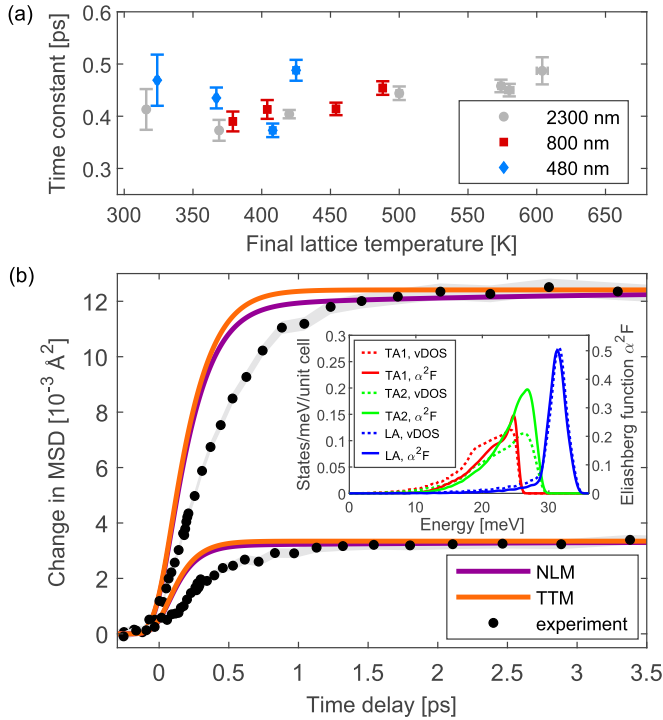 (a)
Time constant [ps]
0.6
0.5
0.4
0.3
2300 nm
800 nm
480 nm
300 350 400 450 500 550 600 650
Final lattice temperature [K]
(b)
Change in MSD [10⁻³ Å²]
12
10
8
6
4
2
0
States/meV/unit cell
0.3
0.25
0.2
0.15
0.1
0.05
0
TA1, vDOS
TA1, α²F
TA2, vDOS
TA2, α²F
LA, vDOS
LA, α²F
0.5
0.4
0.3
0.2
0.1
0
Eliashberg function α²F
0 10 20 30
Energy [meV]
NLM
TTM
experiment
0 0.5 1 1.5 2 2.5 3 3.5
Time delay [ps]